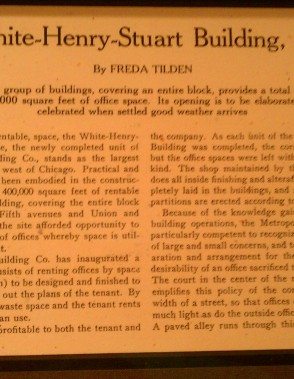 hite-Henry-Stuart Building,
By FREDA TILDEN
group of buildings, covering an entire block, provides a total
000 square feet of office space. Its opening is to be elaborate
celebrated when settled good weather arrives
entable, space, the White-Henry-
e, the newly completed unit of
ding Co., stands as the largest
west of Chicago. Practical and
been embodied in the construc-
400,000 square feet of rentable
ilding, covering the entire block
Fifth avenues and Union and
the site afforded opportunity to
of offices whereby space is util-
t.
uilding Co. has inaugurated a
sists of renting offices by space
n) to be designed and finished to
out the plans of the tenant. By
waste space and the tenant rents
an use.
profitable to both the tenant and
the company. As each unit of the
Building was completed, the cor
but the offices were left with
kind. The shop maintained by t
does all inside finishing and alterat
pletely laid in the buildings, and
partitions are erected according to
Because of the knowledge gai
building operations, the Metropo
particularly competent to recogniz
of large and small concerns, and to
aration and arrangement for the
desirability of an office sacrificed t
The court in the center of the s
emplifies this policy of the com
width of a street, so that offices
much light as do the outside offic
A paved alley runs through this